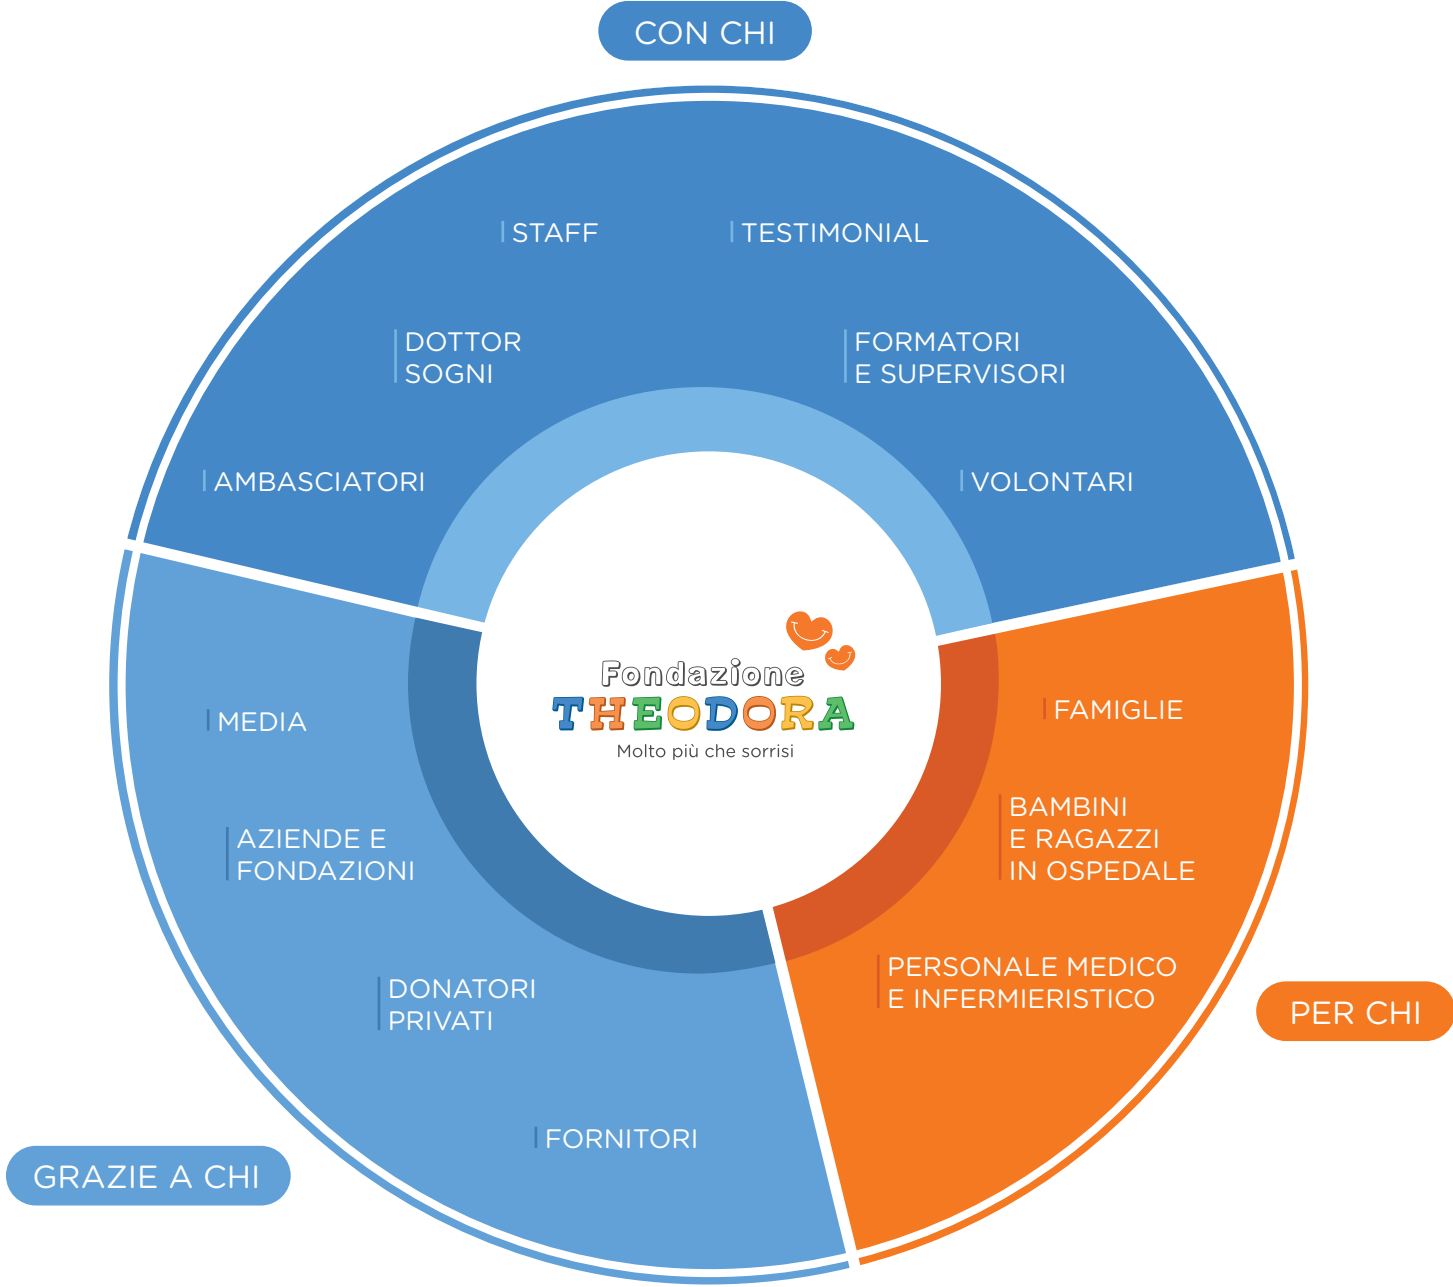 CON CHI
STAFF
TESTIMONIAL
DOTTOR
SOGNI
FORMATORI
E SUPERVISORI
AMBASCIATORI
VOLONTARI
Fondazione
THEODORA
Molto più che sorrisi
MEDIA
AZIENDE E
FONDAZIONI
DONATORI
PRIVATI
FORNITORI
GRAZIE A CHI
FAMIGLIE
BAMBINI
E RAGAZZI
IN OSPEDALE
PERSONALE MEDICO
E INFERMIERISTICO
PER CHI